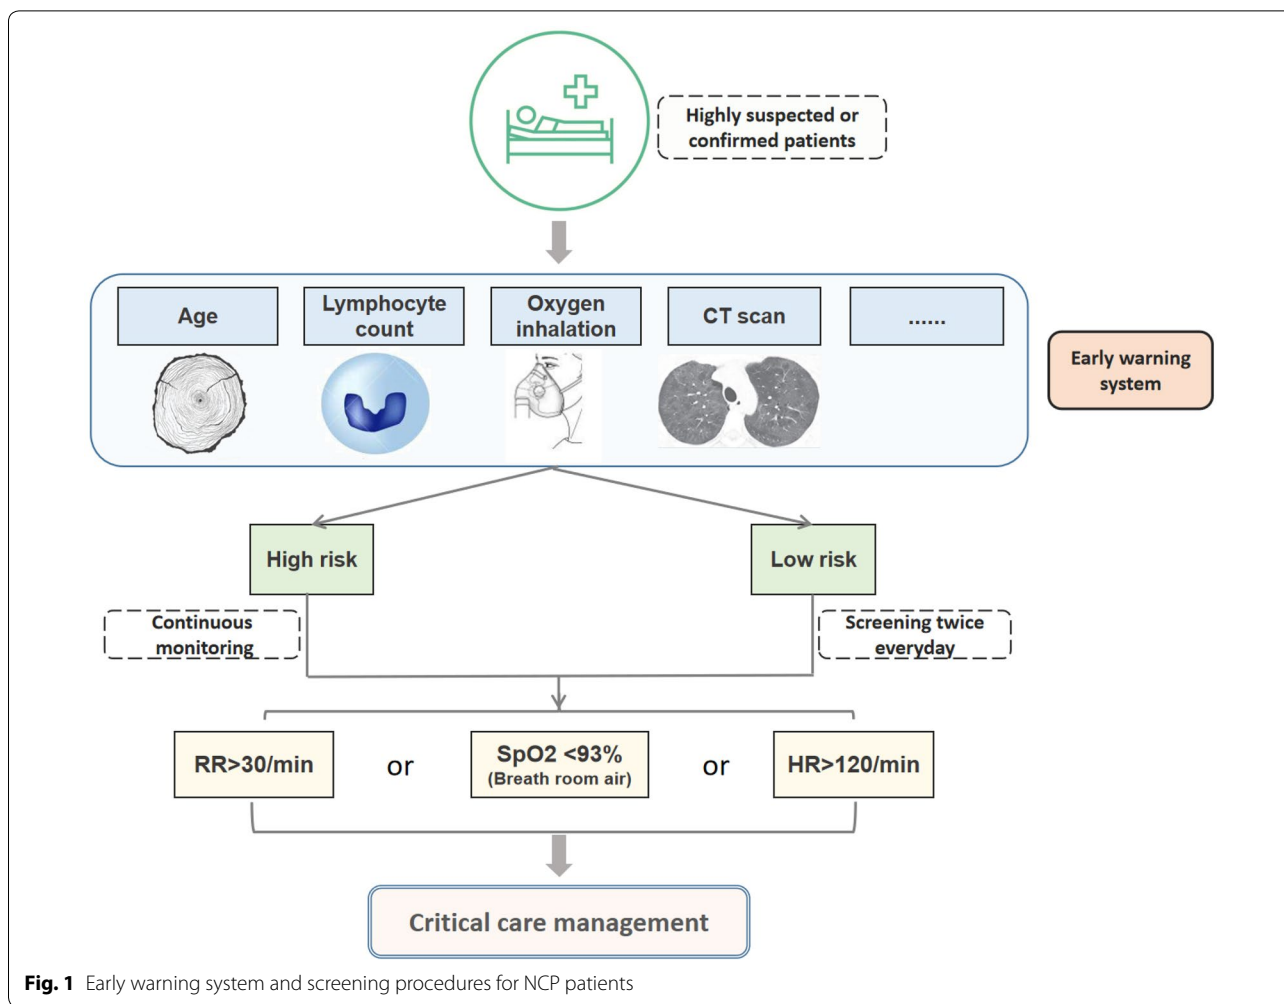 Highly suspected or
confirmed patients
Age
Lymphocyte
count
Oxygen
inhalation
CT scan
......
Early warning
system
High risk
Low risk
Continuous
monitoring
Screening twice
everyday
RR>30/min
or
SpO2 <93%
(Breath room air)
or
HR>120/min
Critical care management
Fig. 1 Early warning system and screening procedures for NCP patients